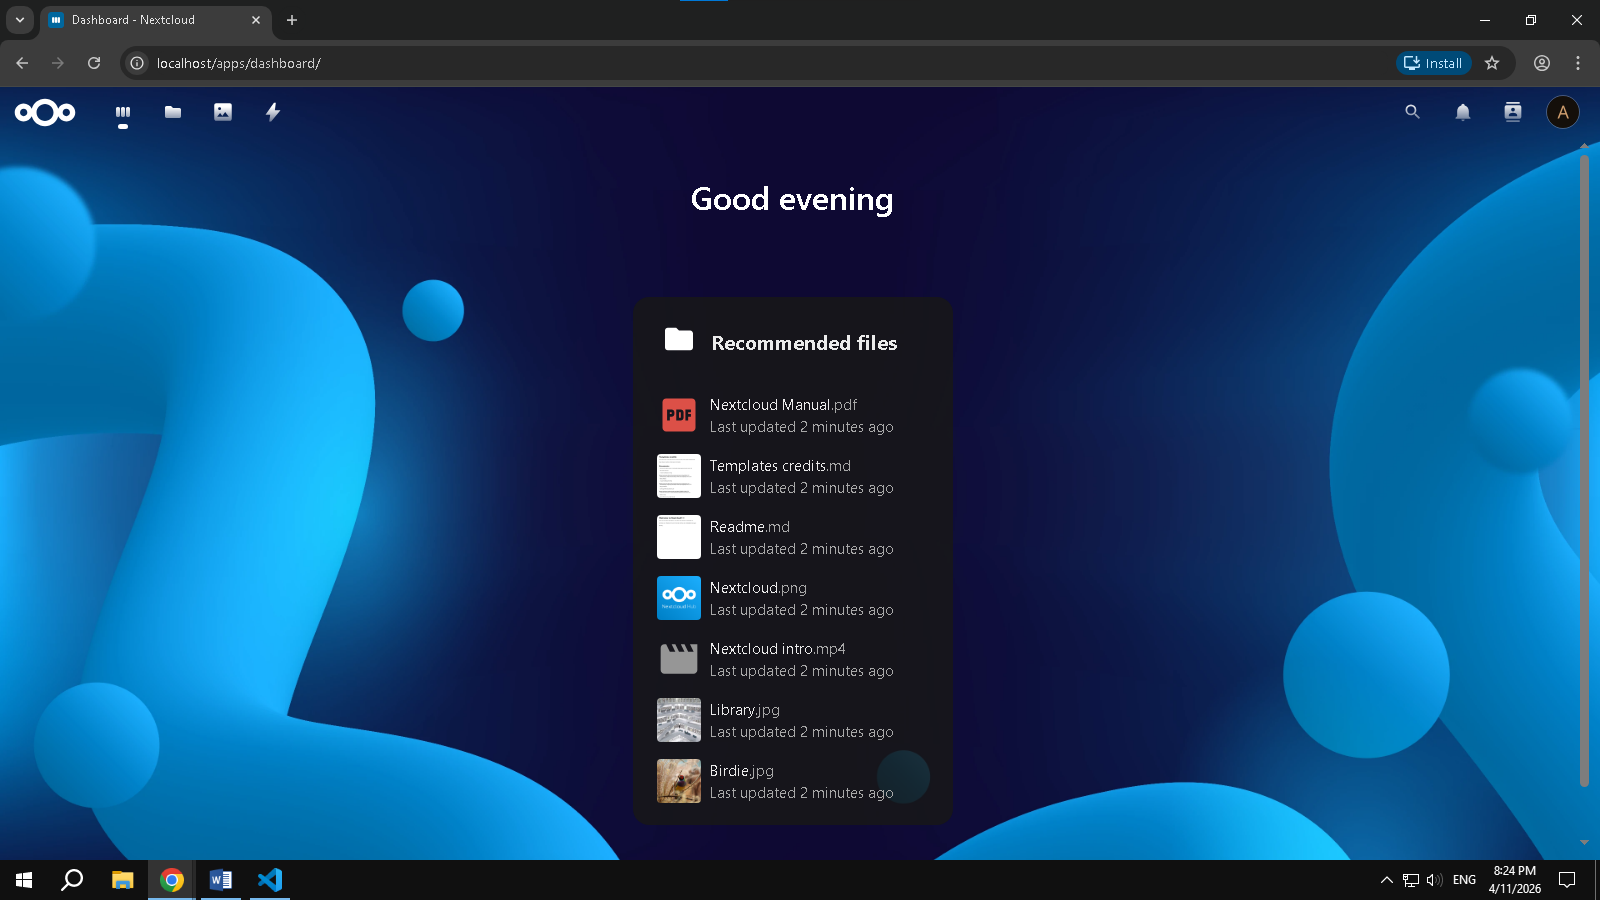 Dashboard - Nextcloud
localhost/apps/dashboard/
Install
A
Good evening
Recommended files
PDF
Nextcloud Manual.pdf
Last updated 2 minutes ago
Templates credits.md
Last updated 2 minutes ago
Readme.md
Last updated 2 minutes ago
Nextcloud.png
Last updated 2 minutes ago
Nextcloud intro.mp4
Last updated 2 minutes ago
Library.jpg
Last updated 2 minutes ago
Birdie.jpg
Last updated 2 minutes ago
ENG
8:24 PM
4/11/2026